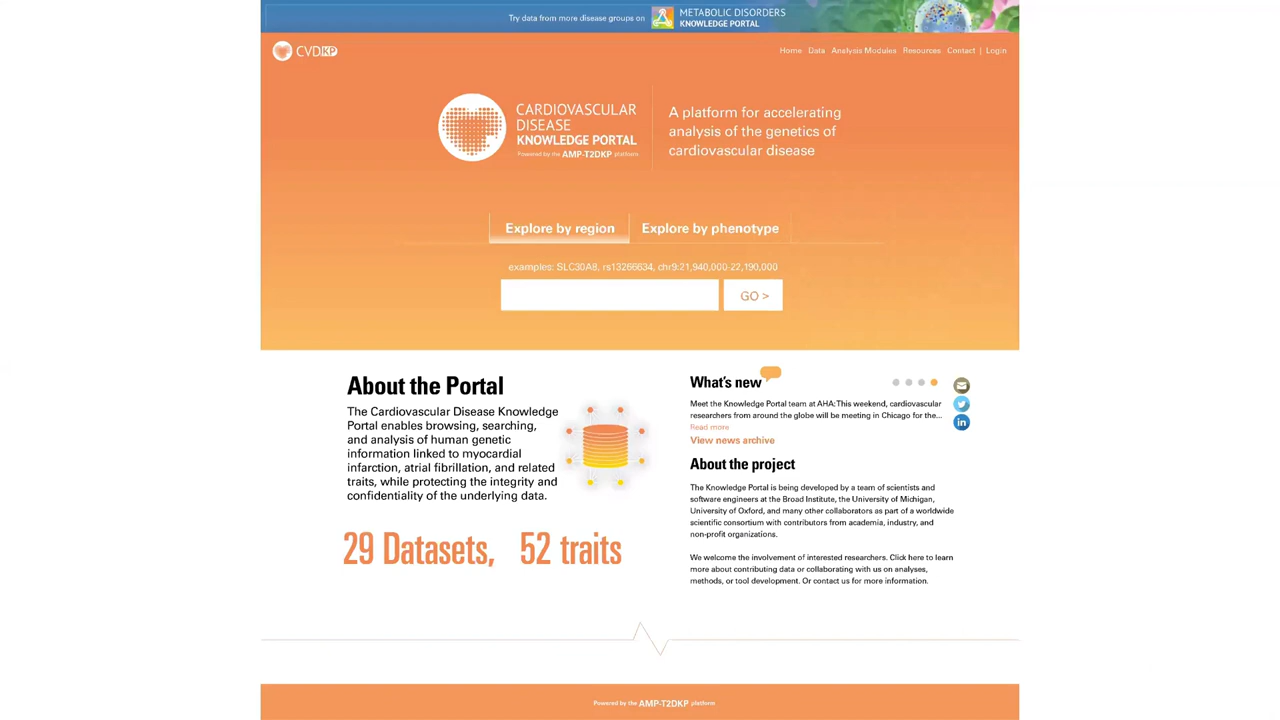 Try data from more disease groups on
METABOLIC DISORDERS
KNOWLEDGE PORTAL
CVDKP
Home Data Analysis Modules Resources Contact | Login
CARDIOVASCULAR
DISEASE
KNOWLEDGE PORTAL
Powered by the AMP-T2DKP platform
A platform for accelerating
analysis of the genetics of
cardiovascular disease
Explore by region
Explore by phenotype
examples: SLC30A8, rs13266634, chr9:21,940,000-22,190,000
GO >
About the Portal
The Cardiovascular Disease Knowledge
Portal enables browsing, searching,
and analysis of human genetic
information linked to myocardial
infarction, atrial fibrillation, and related
traits, while protecting the integrity and
confidentiality of the underlying data.
29 Datasets, 52 traits
What's new
Meet the Knowledge Portal team at AHA: This weekend, cardiovascular
researchers from around the globe will be meeting in Chicago for the...
Read more
View news archive
About the project
The Knowledge Portal is being developed by a team of scientists and
software engineers at the Broad Institute, the University of Michigan,
University of Oxford, and many other collaborators as part of a worldwide
scientific consortium with contributors from academia, industry, and
non-profit organizations.
We welcome the involvement of interested researchers. Click here to learn
more about contributing data or collaborating with us on analyses,
methods, or tool development. Or contact us for more information.
in
Powered by the AMP-T2DKP platform